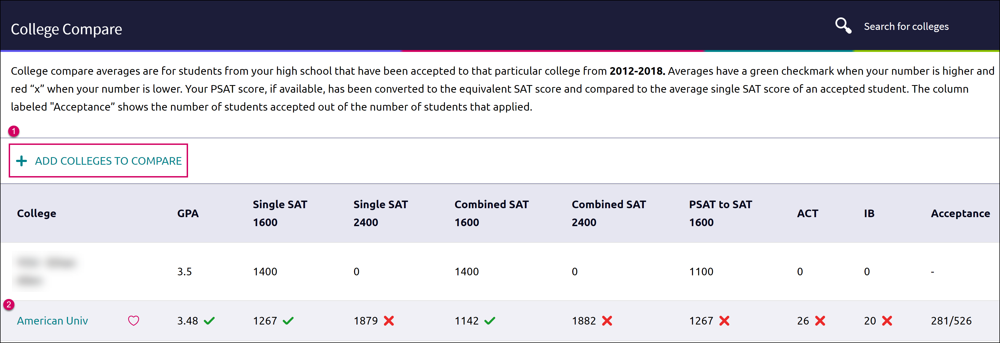 College Compare
Search for colleges
College compare averages are for students from your high school that have been accepted to that particular college from 2012-2018. Averages have a green checkmark when your number is higher and
red “x” when your number is lower. Your PSAT score, if available, has been converted to the equivalent SAT score and compared to the average single SAT score of an accepted student. The column
labeled "Acceptance” shows the number of students accepted out of the number of students that applied.
1
ADD COLLEGES TO COMPARE
College GPA Single SAT 1600 Single SAT 2400 Combined SAT 1600 Combined SAT 2400 PSAT to SAT 1600 ACT IB Acceptance
3.5 1400 0 1400 0 1100 0 0 -
2
American Univ 3.48 1267 1879 1142 1882 1267 26 20 281/526